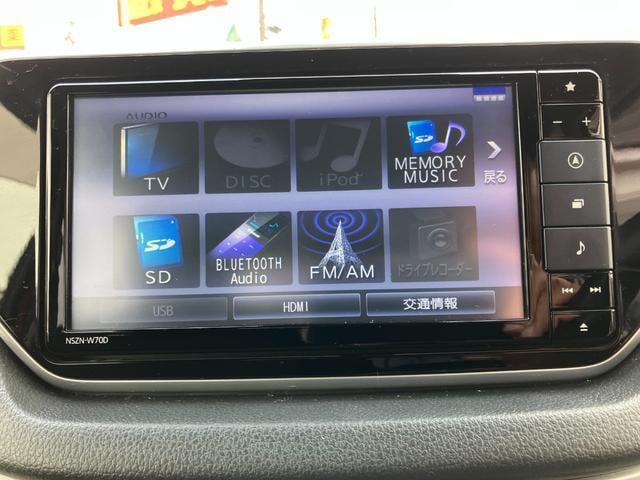 AUDIO
TV
DISC
iPod
MEMORY
MUSIC
戻る
SD
BLUETOOTH
Audio
FM/AM
ドライブレコーダー
USB
HDMI
交通情報
NSZN-W70D